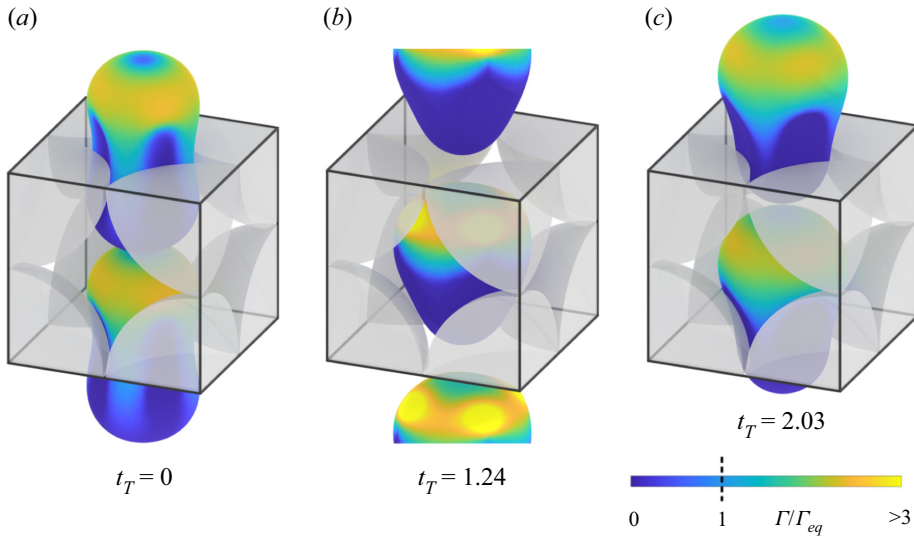 (a)
(b)
(c)
t_T = 0
t_T = 1.24
t_T = 2.03
0 1 Γ/Γ_eq >3